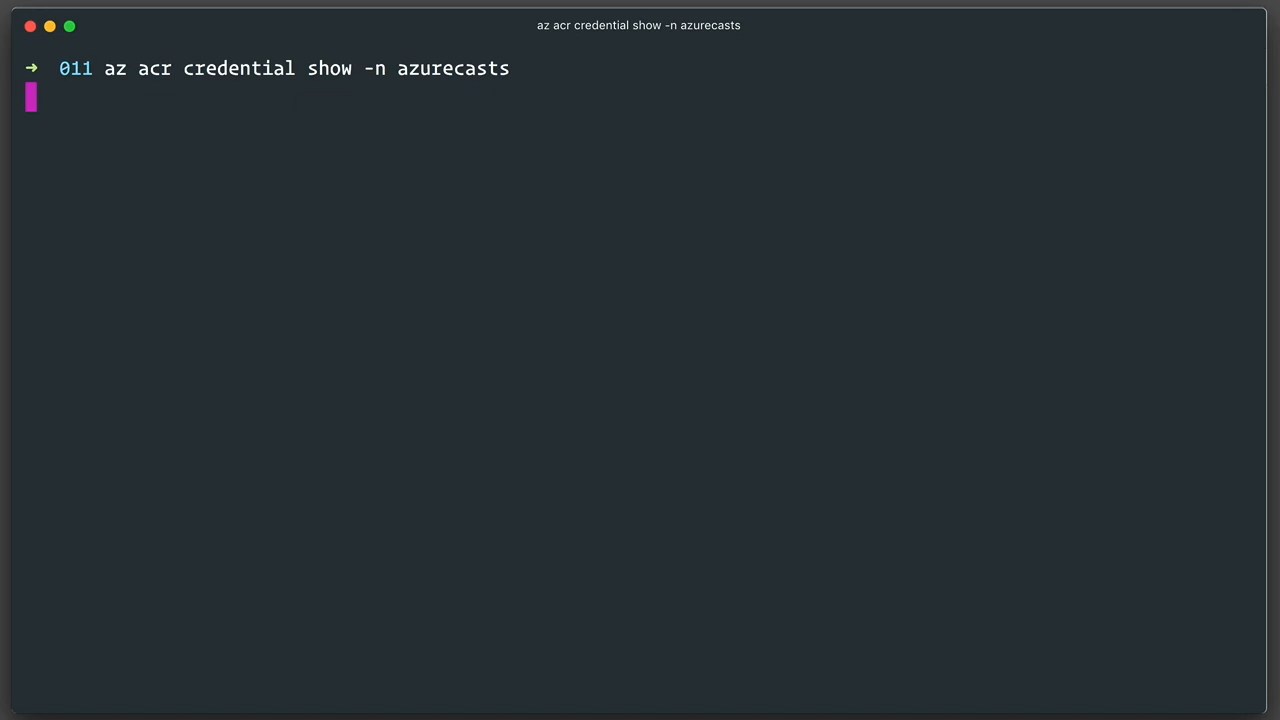 az acr credential show -n azurecasts
➜ 011 az acr credential show -n azurecasts